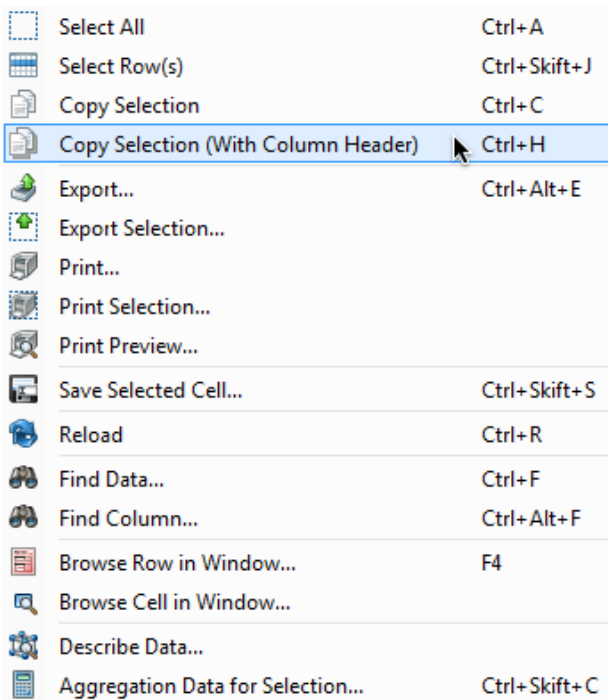 Select All Ctrl+A
Select Row(s) Ctrl+Skift+J
Copy Selection Ctrl+C
Copy Selection (With Column Header) Ctrl+H
Export... Ctrl+Alt+E
Export Selection...
Print...
Print Selection...
Print Preview...
Save Selected Cell... Ctrl+Skift+S
Reload Ctrl+R
Find Data... Ctrl+F
Find Column... Ctrl+Alt+F
Browse Row in Window... F4
Browse Cell in Window...
Describe Data...
Aggregation Data for Selection... Ctrl+Skift+C